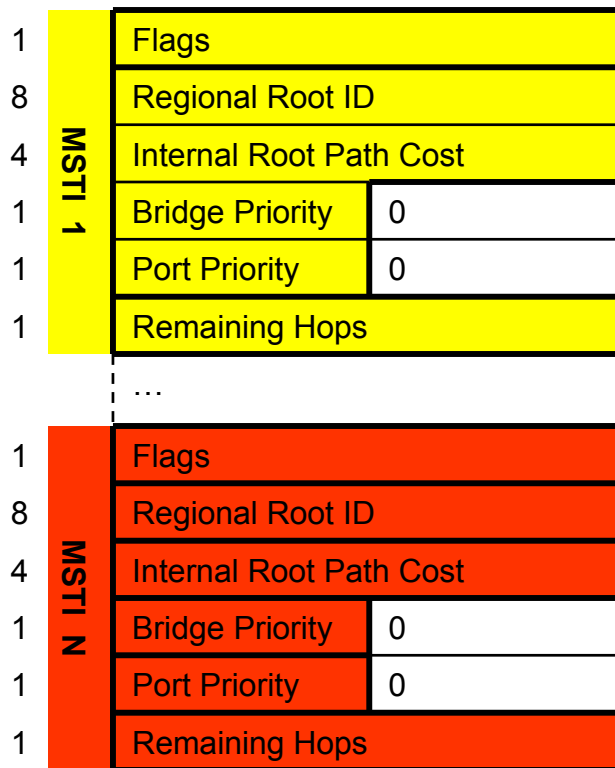 1 Flags
8 Regional Root ID
4 Internal Root Path Cost
1 Bridge Priority 0
1 Port Priority 0
1 Remaining Hops
MSTI 1
…
1 Flags
8 Regional Root ID
4 Internal Root Path Cost
1 Bridge Priority 0
1 Port Priority 0
1 Remaining Hops
MSTI N